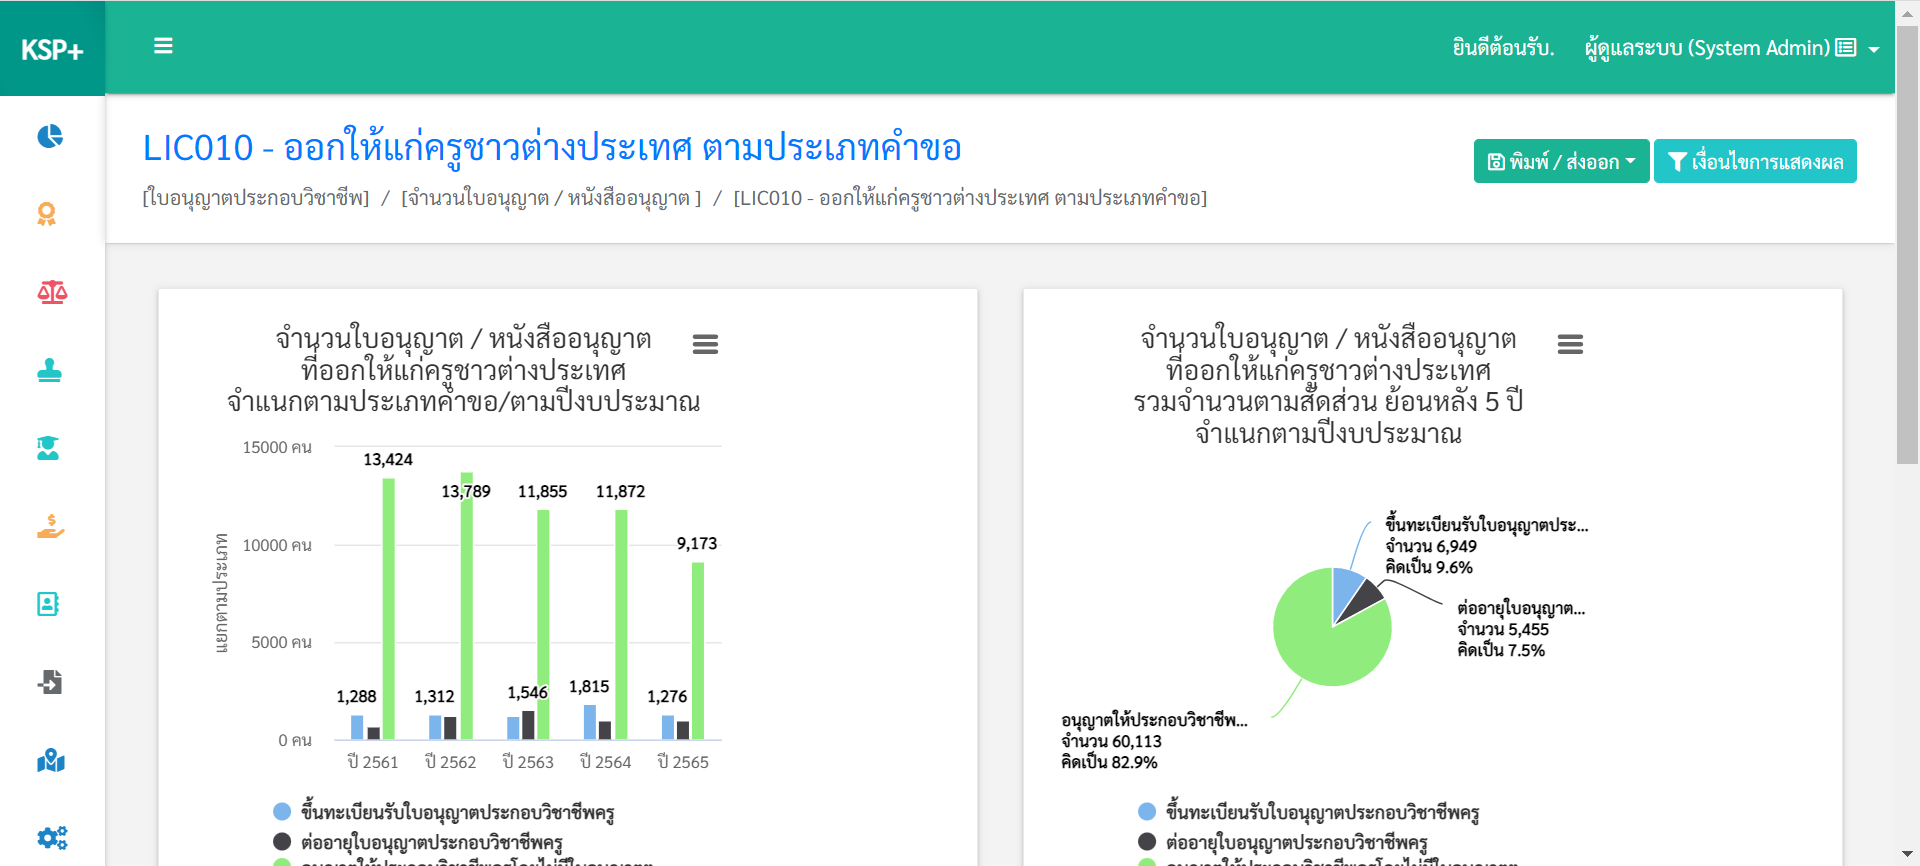 KSP+
ยินดีต้อนรับ. ผู้ดูแลระบบ (System Admin)
LIC010 - ออกให้แก่ครูชาวต่างประเทศ ตามประเภทคำขอ
พิมพ์ / ส่งออก
เงื่อนไขการแสดงผล
[ใบอนุญาตประกอบวิชาชีพ] / [จำนวนใบอนุญาต / หนังสืออนุญาต ] / [LIC010 - ออกให้แก่ครูชาวต่างประเทศ ตามประเภทคำขอ]
จำนวนใบอนุญาต / หนังสืออนุญาต
ที่ออกให้แก่ครูชาวต่างประเทศ
จำแนกตามประเภทคำขอ/ตามปีงบประมาณ
แยกตามประเภท
15000 คน
10000 คน
5000 คน
0 คน
13,424
13,789
11,855
11,872
9,173
1,288
1,312
1,546
1,815
1,276
ปี 2561
ปี 2562
ปี 2563
ปี 2564
ปี 2565
ขึ้นทะเบียนรับใบอนุญาตประกอบวิชาชีพครู
ต่ออายุใบอนุญาตประกอบวิชาชีพครู
จำนวนใบอนุญาต / หนังสืออนุญาต
ที่ออกให้แก่ครูชาวต่างประเทศ
รวมจำนวนตามสัดส่วน ย้อนหลัง 5 ปี
จำแนกตามปีงบประมาณ
ขึ้นทะเบียนรับใบอนุญาตประ...
จำนวน 6,949
คิดเป็น 9.6%
ต่ออายุใบอนุญาต...
จำนวน 5,455
คิดเป็น 7.5%
อนุญาตให้ประกอบวิชาชีพ...
จำนวน 60,113
คิดเป็น 82.9%
ขึ้นทะเบียนรับใบอนุญาตประกอบวิชาชีพครู
ต่ออายุใบอนุญาตประกอบวิชาชีพครู